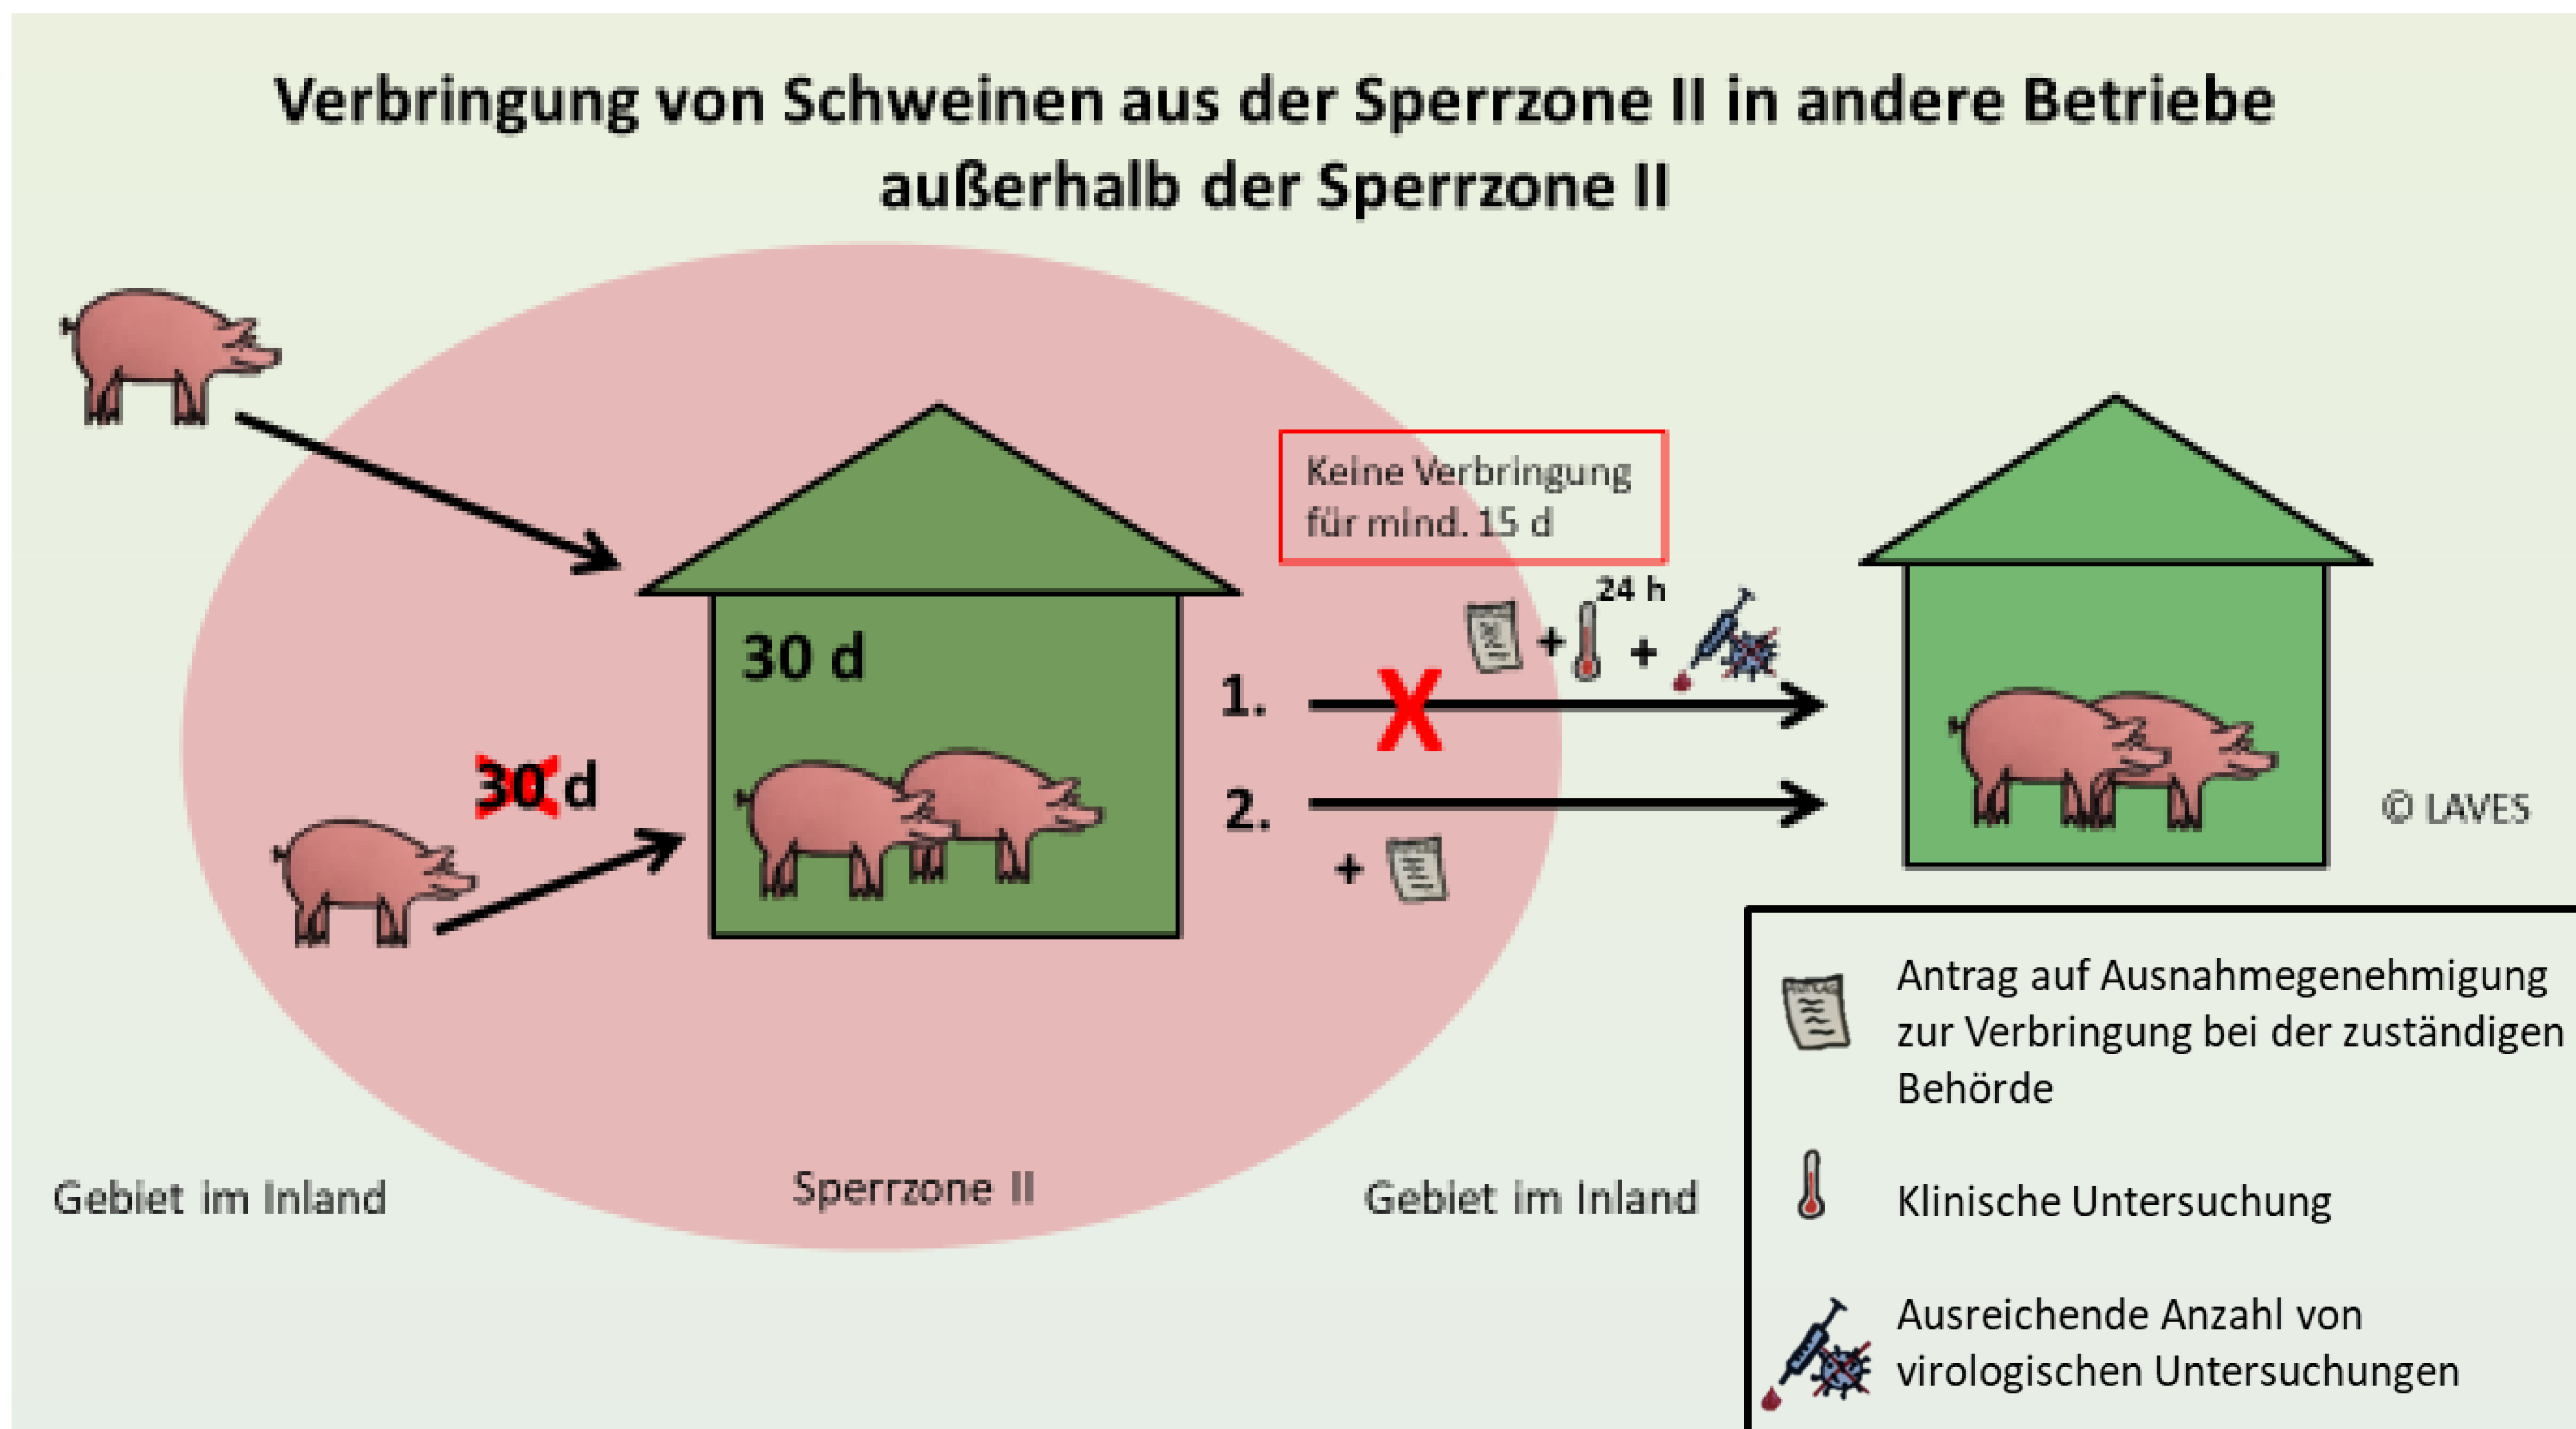 Verbringung von Schweinen aus der Sperrzone II in andere Betriebe
außerhalb der Sperrzone II
Keine Verbringung
für mind. 15 d
24 h
+
+
30 d
1.
X
30 d
2.
+
© LAVES
Gebiet im Inland
Sperrzone II
Gebiet im Inland
Antrag auf Ausnahmegenehmigung
zur Verbringung bei der zuständigen
Behörde
Klinische Untersuchung
Ausreichende Anzahl von
virologischen Untersuchungen